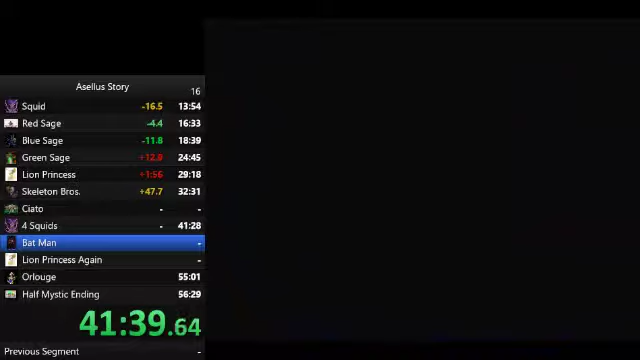 Asellus Story
16
Squid -16.5 13:54
Red Sage -4.4 16:33
Blue Sage -11.8 18:39
Green Sage +12.9 24:45
Lion Princess +1:56 29:18
Skeleton Bros. +47.7 32:31
Ciato - -
4 Squids - 41:28
Bat Man -
Lion Princess Again -
Orlouge 55:01
Half Mystic Ending 56:29
41:39.64
Previous Segment -